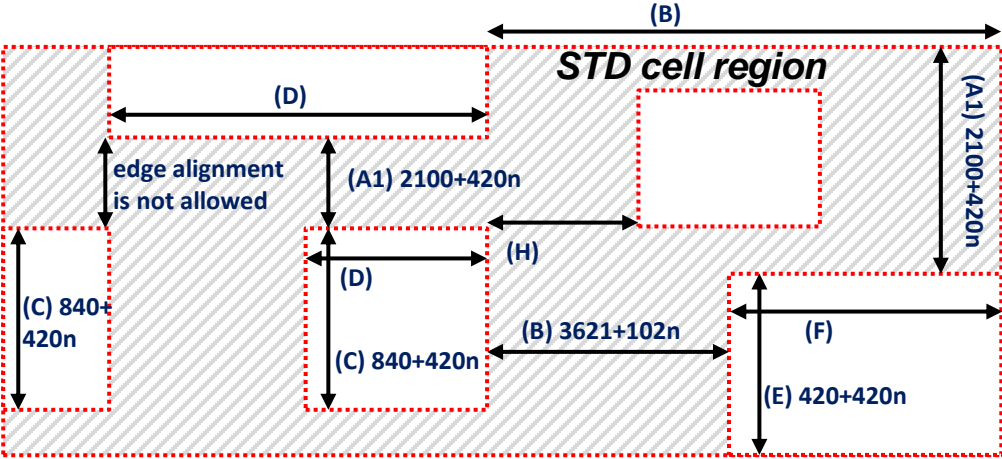 (B)
STD cell region
(D)
(A1) 2100+420n
edge alignment
is not allowed
(A1) 2100+420n
(H)
(D)
(C) 840+
420n
(C) 840+420n
(B) 3621+102n
(F)
(E) 420+420n